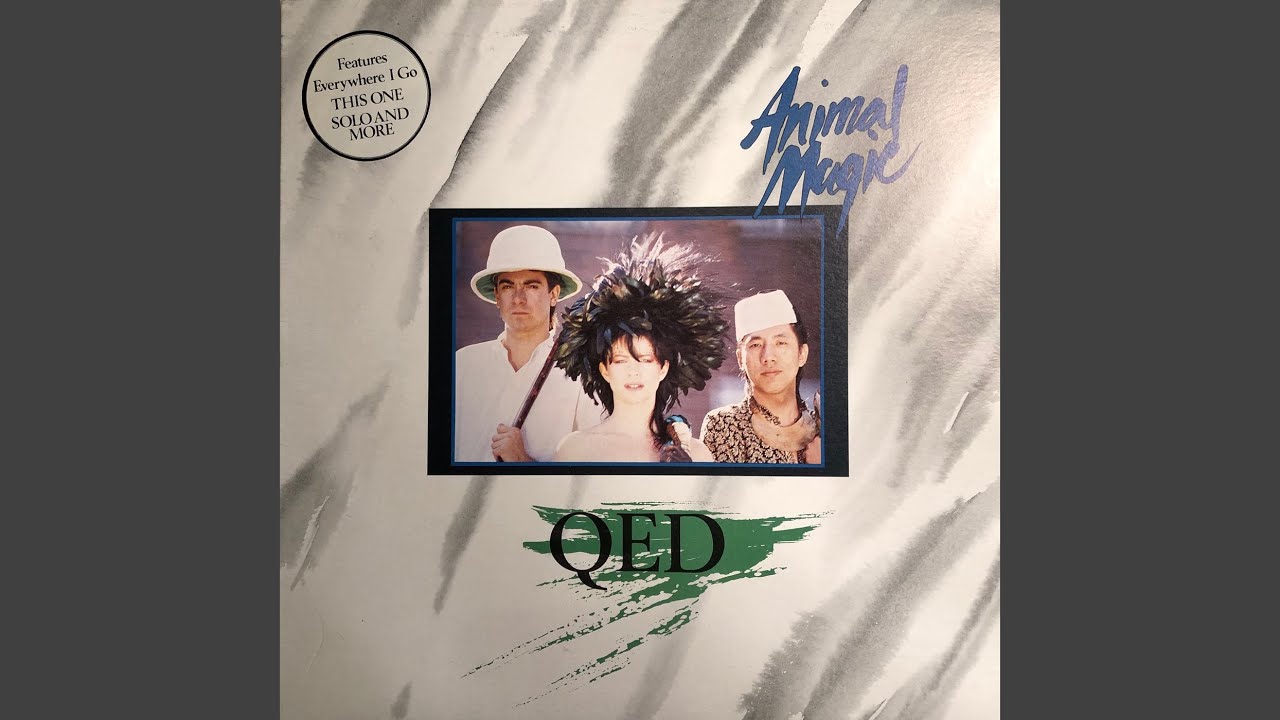 Features
Everywhere I Go
THIS ONE
SOLO AND
MORE
Animal
Magic
QED